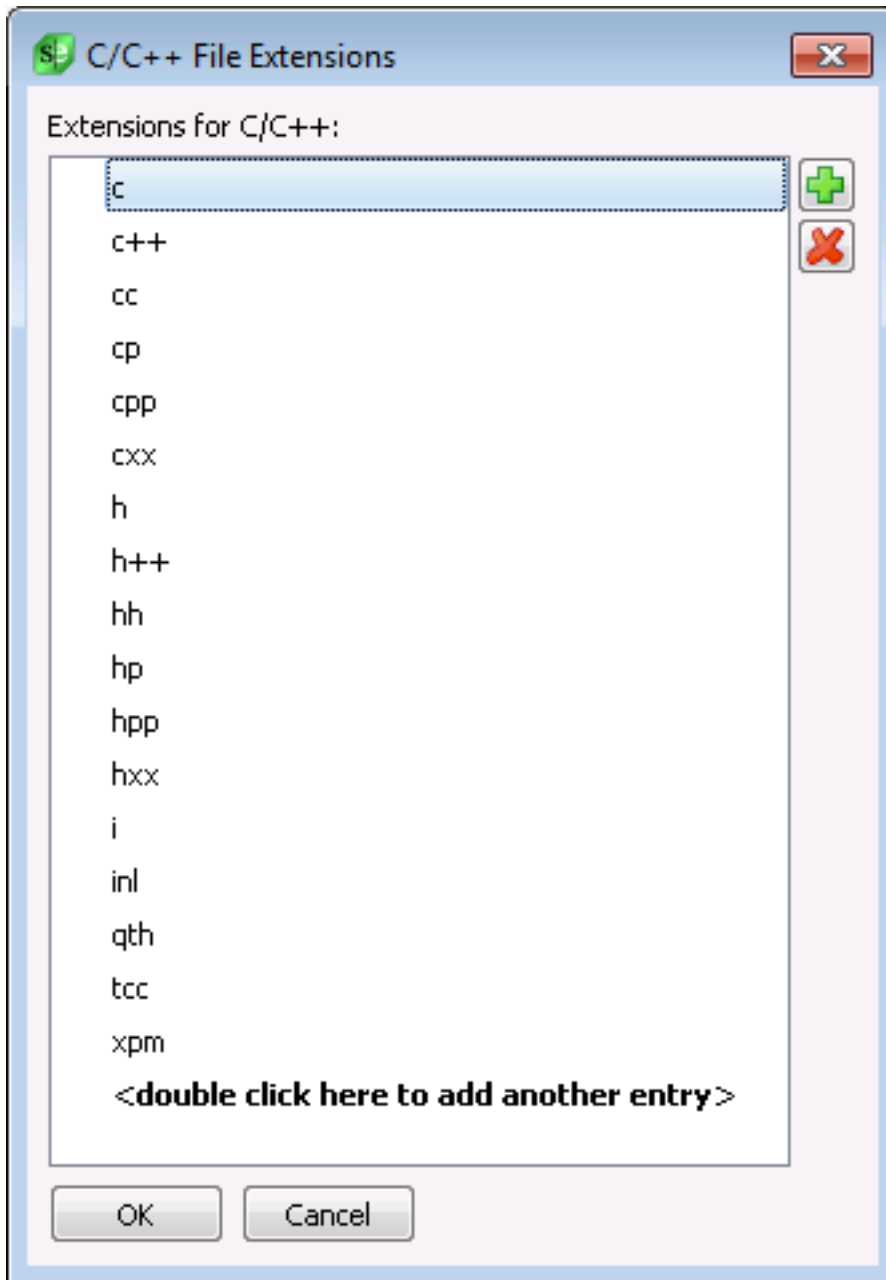 C/C++ File Extensions
Extensions for C/C++:
c
c++
cc
cp
cpp
cxx
h
h++
hh
hp
hpp
hxx
i
inl
qth
tcc
xpm
<double click here to add another entry>
OK Cancel